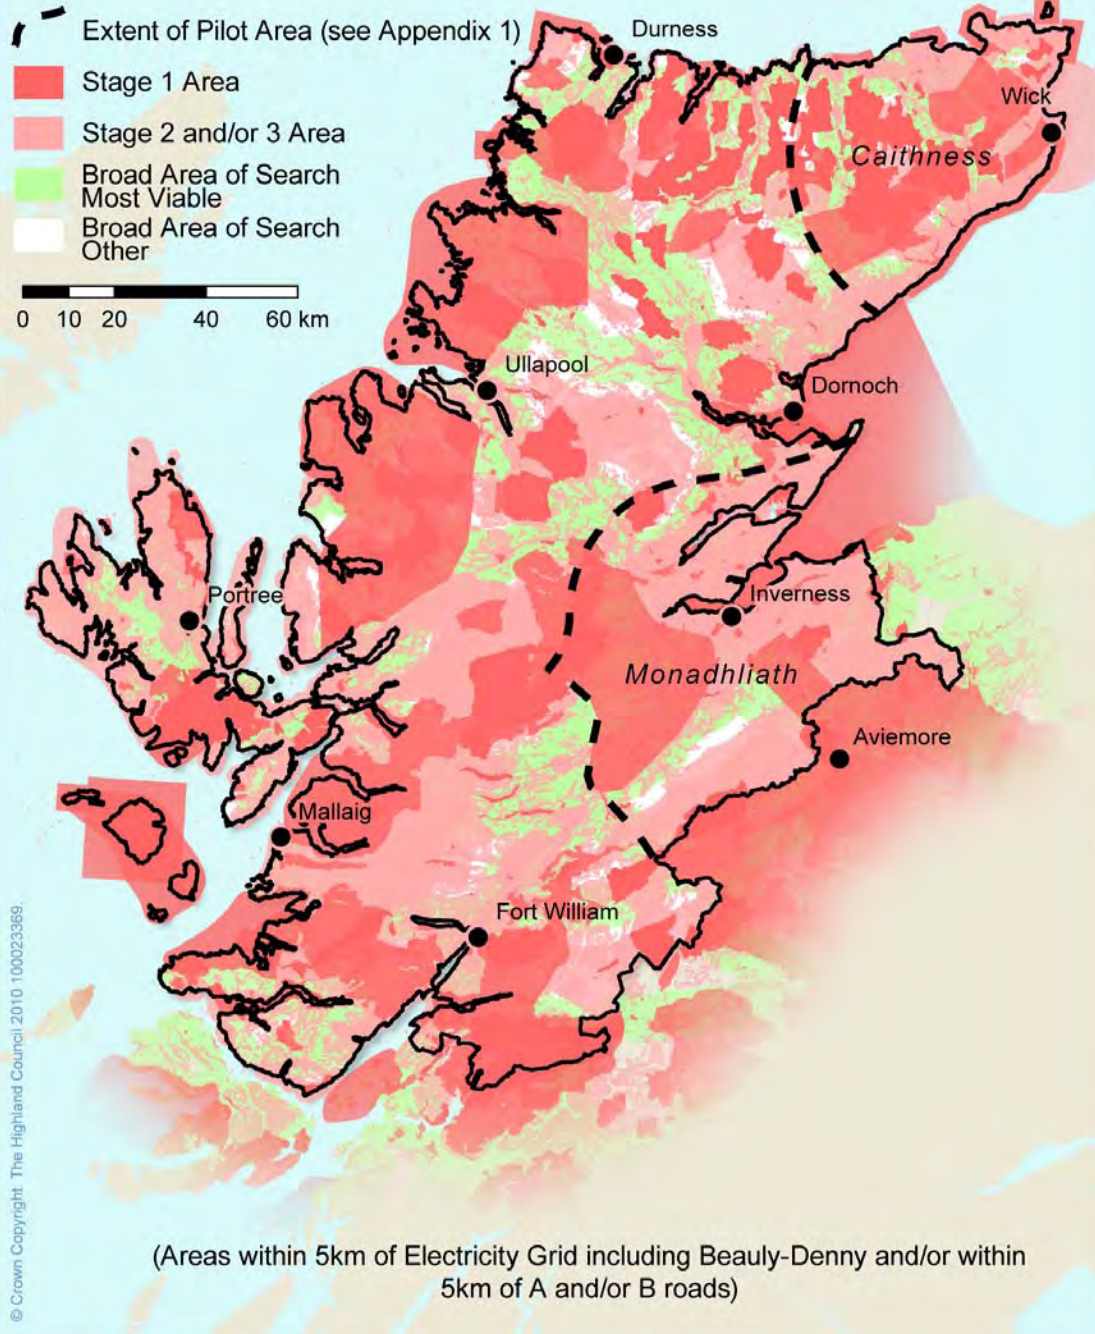 Extent of Pilot Area (see Appendix 1)
Stage 1 Area
Stage 2 and/or 3 Area
Broad Area of Search
Most Viable
Broad Area of Search
Other
0 10 20 40 60 km
Durness
Wick
Caithness
Ullapool
Dornoch
Portree
Inverness
Monadhliath
Aviemore
Mallaig
Fort William
© Crown Copyright The Highland Council 2010 100023369.
(Areas within 5km of Electricity Grid including Beauly-Denny and/or within
5km of A and/or B roads)